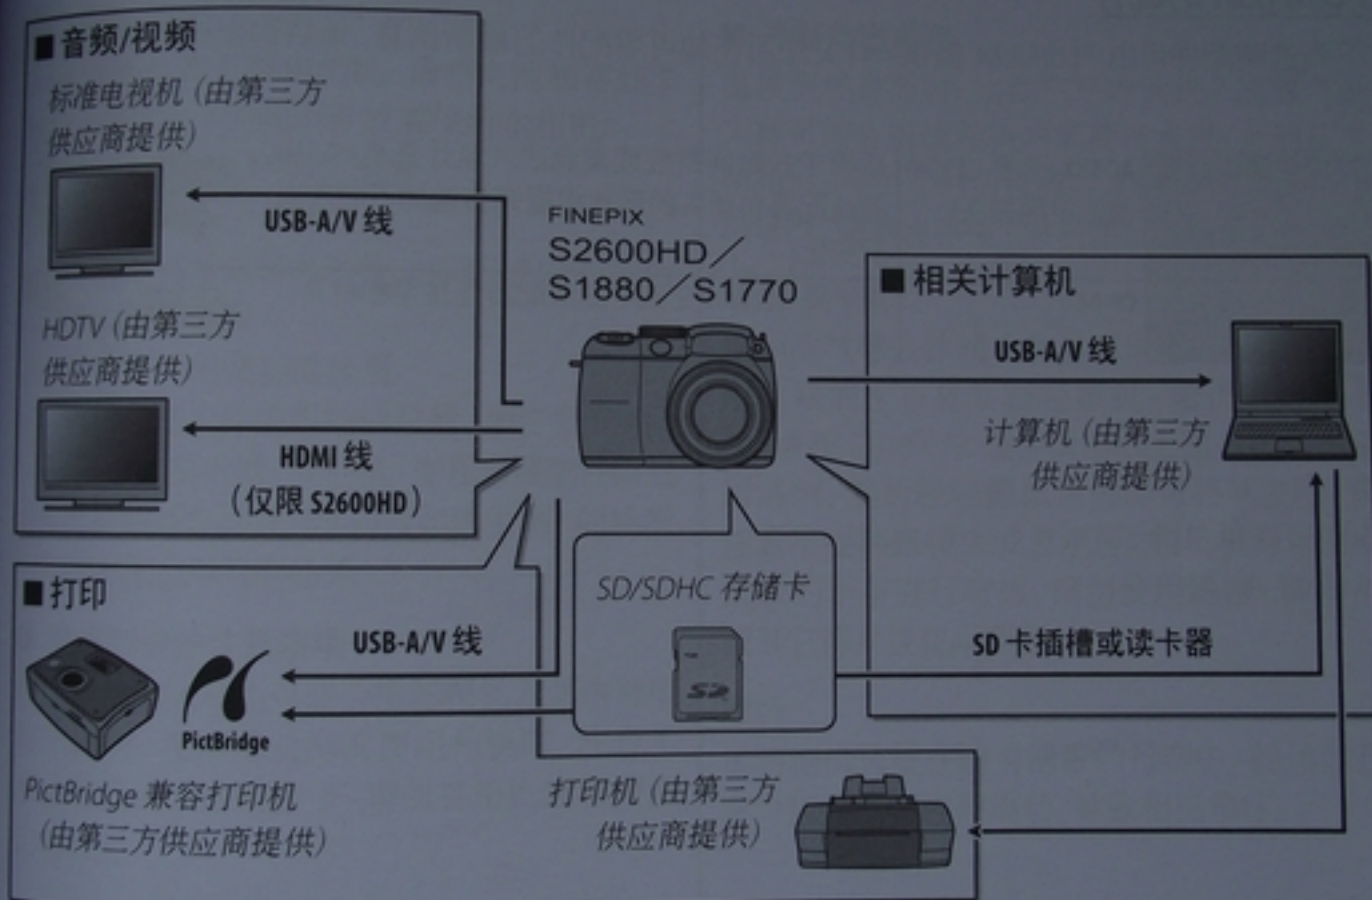 ■ 音频/视频
标准电视机 (由第三方
供应商提供)
USB-A/V 线
HDTV (由第三方
供应商提供)
HDMI 线
(仅限 S2600HD)
FINEPIX
S2600HD/
S1880/S1770
■ 相关计算机
USB-A/V 线
计算机 (由第三方
供应商提供)
■ 打印
USB-A/V 线
PictBridge
PictBridge 兼容打印机
(由第三方供应商提供)
SD/SDHC 存储卡
SD
SD 卡插槽或读卡器
打印机 (由第三方
供应商提供)